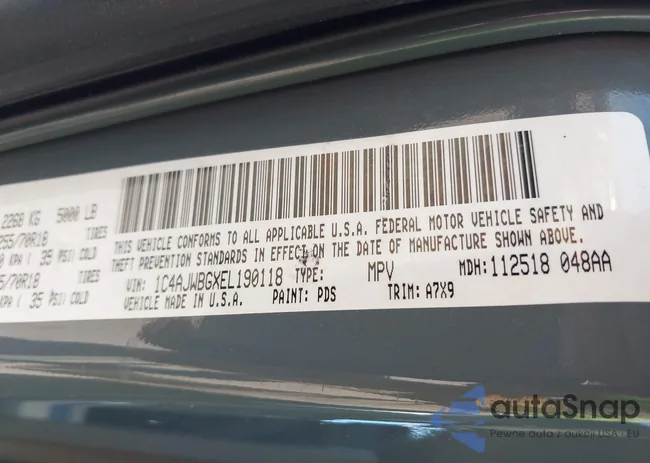 2268 KG 5000 LB
255/70R18 TIRES
0 KPA ( 35 PSI) COLD
5/70R18 TIRES
KPA ( 35 PSI) COLD
THIS VEHICLE CONFORMS TO ALL APPLICABLE U.S.A. FEDERAL MOTOR VEHICLE SAFETY AND
THEFT PREVENTION STANDARDS IN EFFECT ON THE DATE OF MANUFACTURE SHOWN ABOVE.
VIN: 1C4AJWBGXEL190118 TYPE: MPV MDH:112518 048AA
VEHICLE MADE IN U.S.A. PAINT: PDS TRIM: A7X9
autoSnap
Pewne auta z aukcji USA i EU